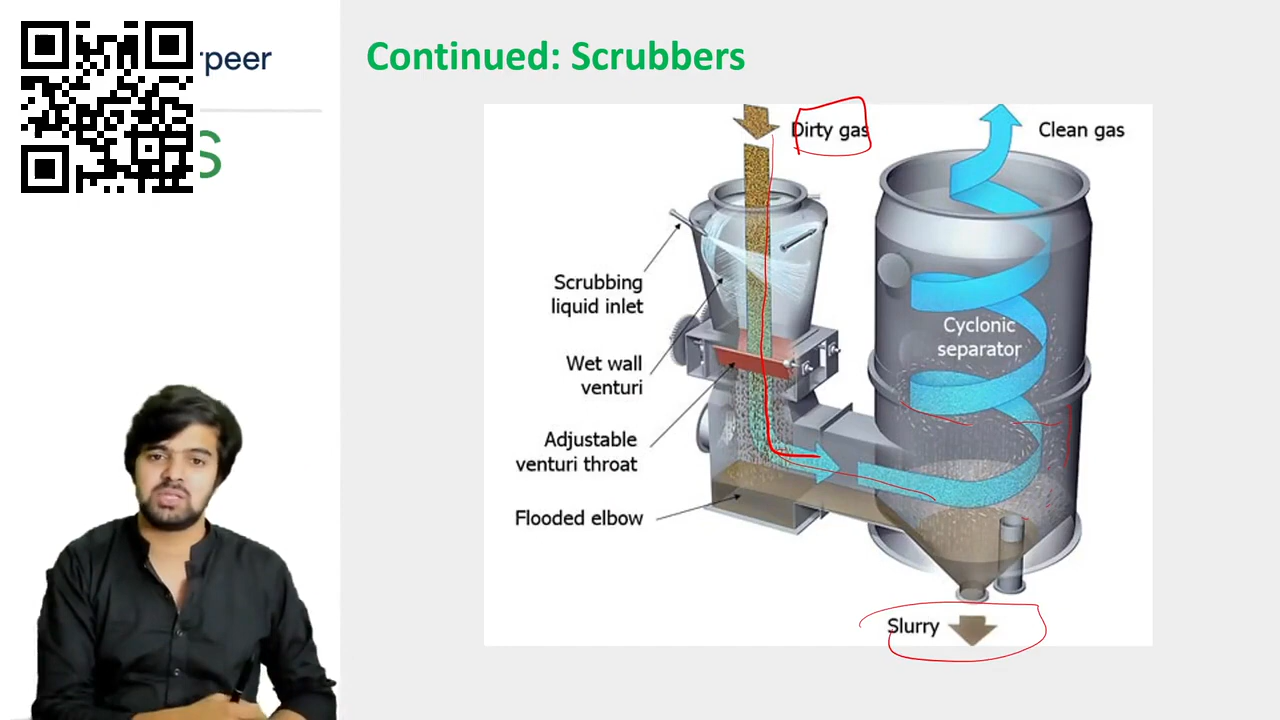 Continued: Scrubbers
Dirty gas
Clean gas
Scrubbing
liquid inlet
Wet wall
venturi
Cyclonic
separator
Adjustable
venturi throat
Flooded elbow
Slurry